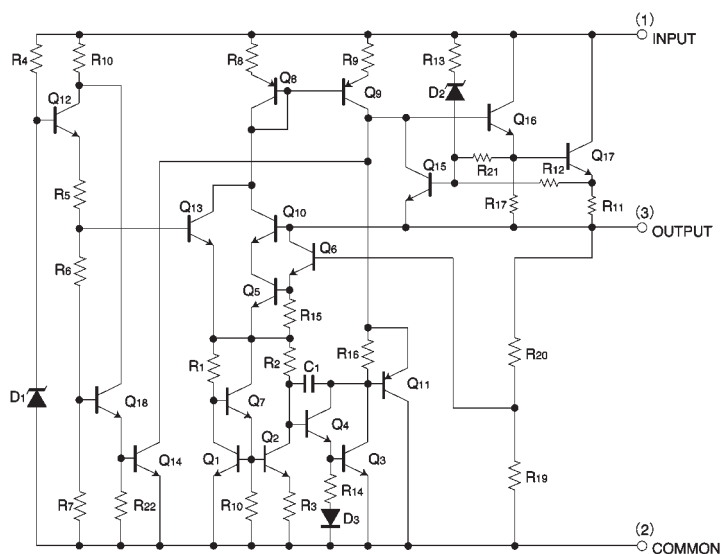 (1)
INPUT
R4
R10
R8
R9
R13
Q8
Q9
D2
Q12
Q16
Q15
R21
R12
Q17
R5
Q13
Q10
R17
R11
(3)
OUTPUT
Q6
R6
Q5
R15
R1
R2
C1
R16
R20
Q7
Q11
D1
Q18
Q4
Q14
Q1
Q2
Q3
R19
R7
R22
R10
R3
R14
D3
(2)
COMMON